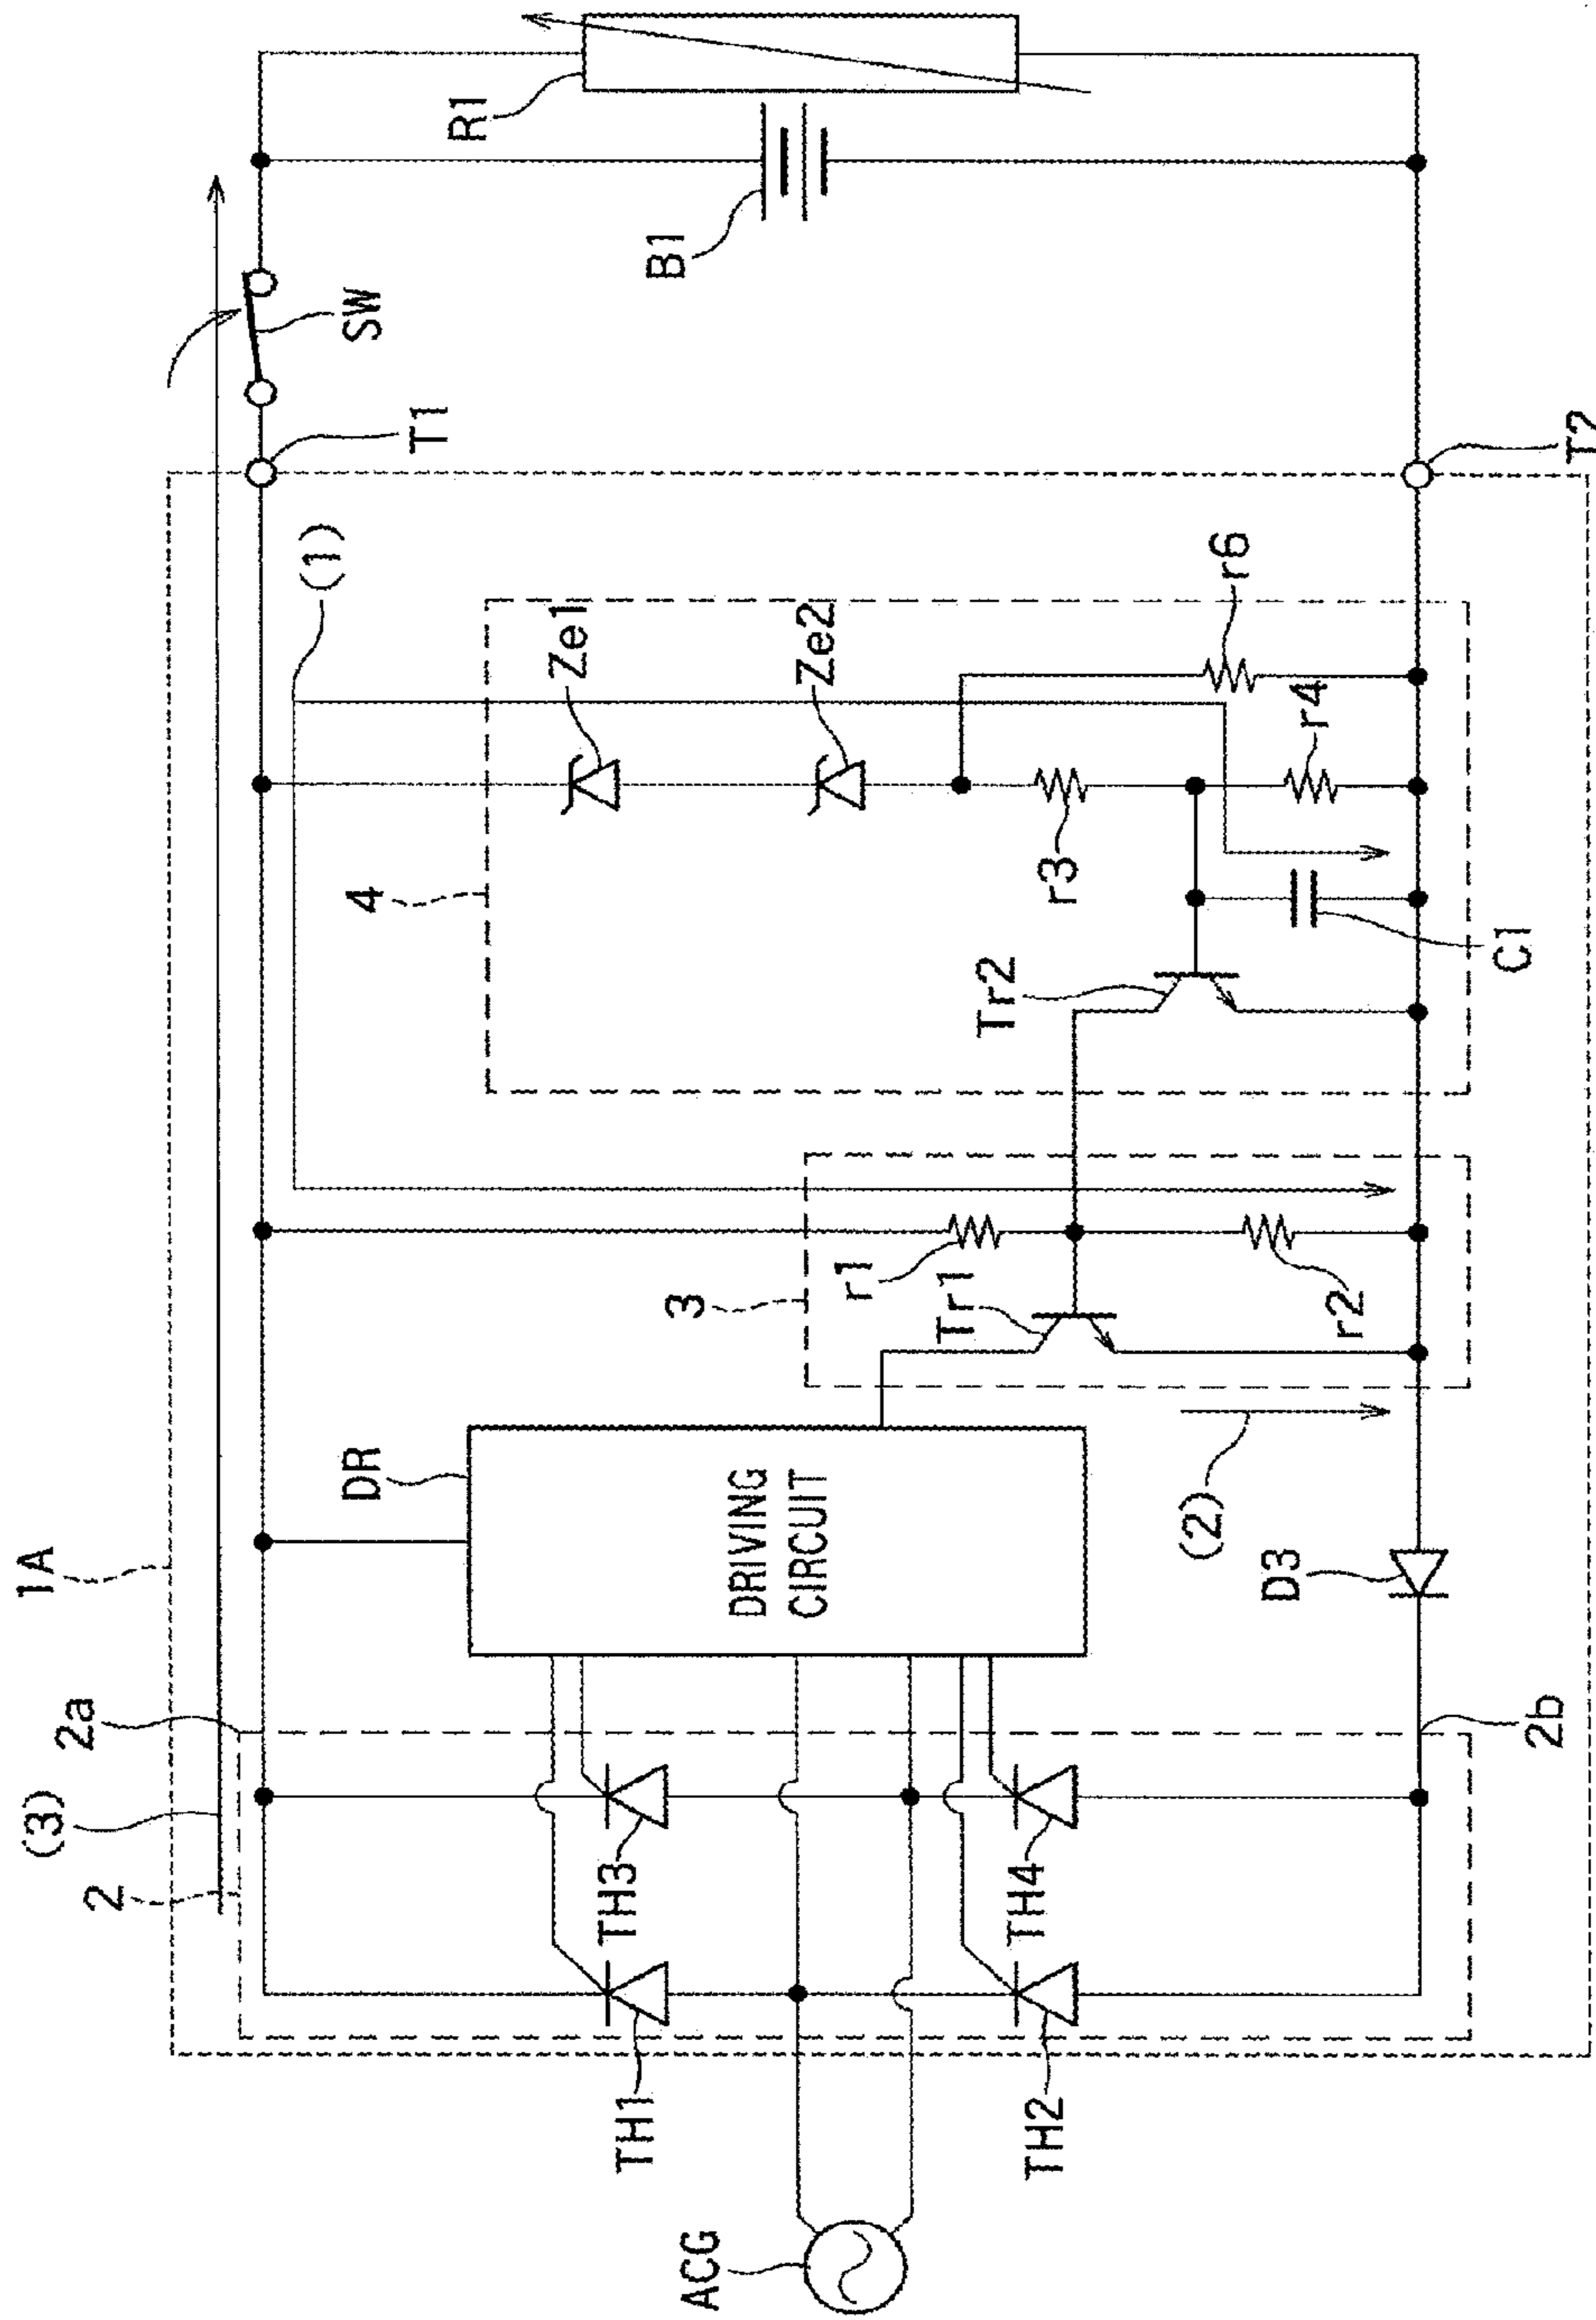 1A
(3)
2
2a
DR
(1)
T1
SW
R1
B1
4
Ze1
Ze2
r6
r3
r4
Tr2
C1
T2
3
r1
Tr1
r2
DRIVING
CIRCUIT
(2)
D3
2b
TH1
TH3
TH2
TH4
ACG